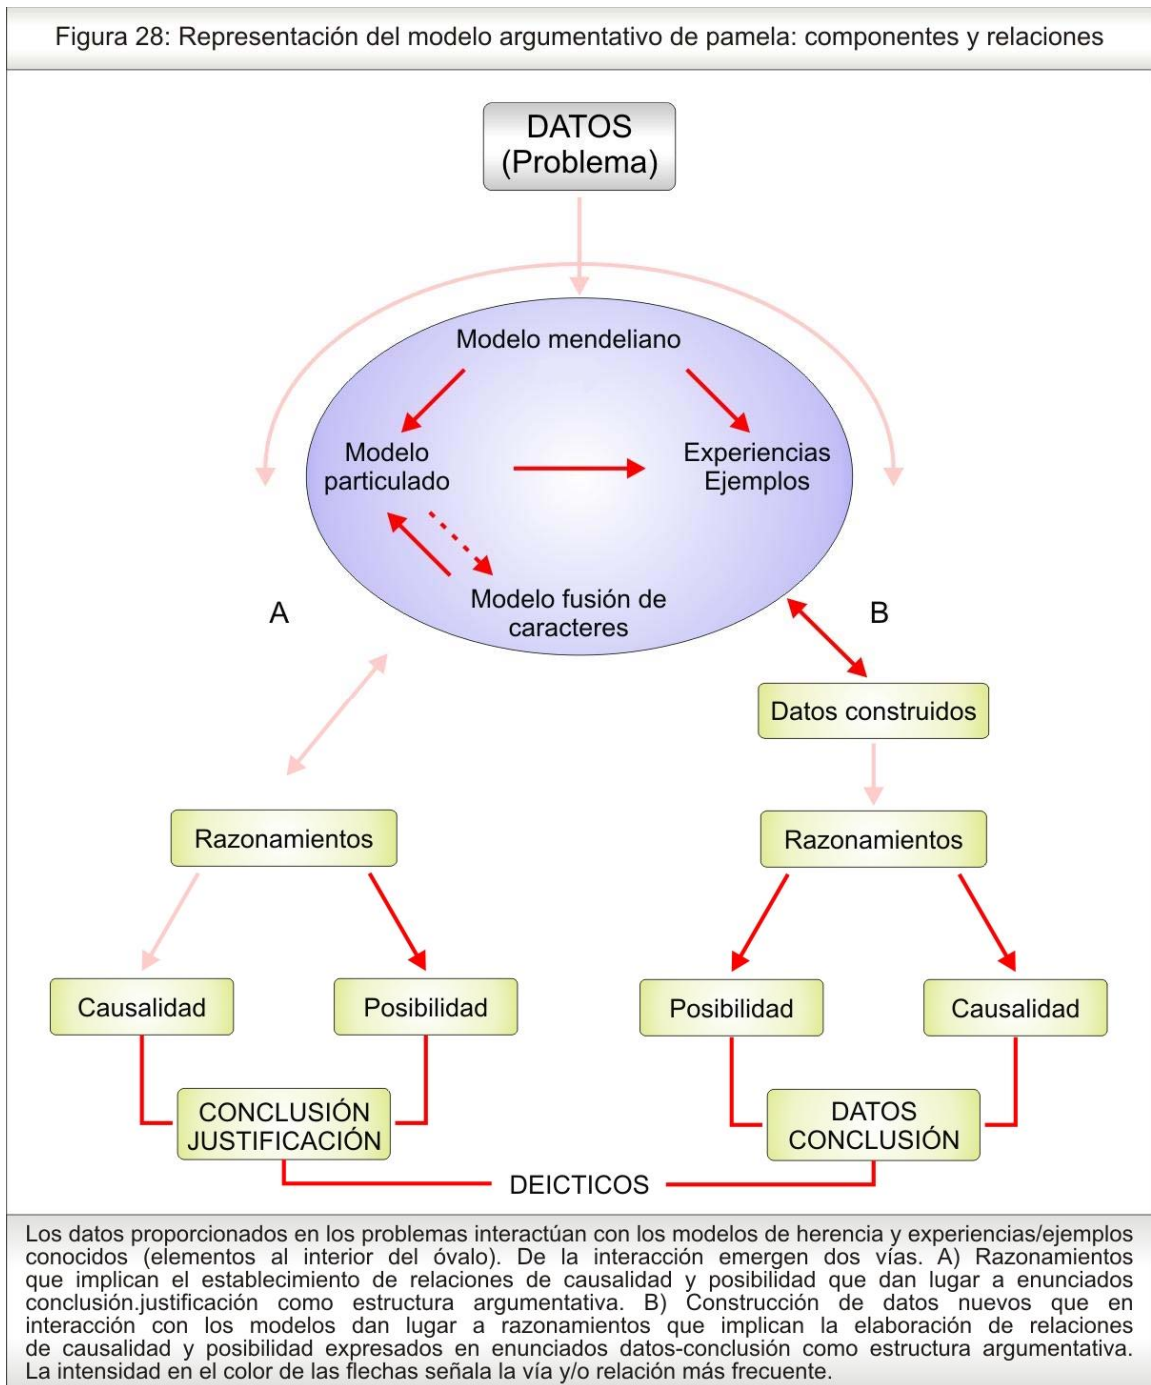 Figura 28: Representación del modelo argumentativo de pamela: componentes y relaciones
DATOS
(Problema)
Modelo mendeliano
Modelo
particulado
Experiencias
Ejemplos
Modelo fusión de
caracteres
A
B
Datos construidos
Razonamientos
Razonamientos
Causalidad
Posibilidad
Posibilidad
Causalidad
CONCLUSIÓN
JUSTIFICACIÓN
DATOS
CONCLUSIÓN
DEICTICOS
Los datos proporcionados en los problemas interactúan con los modelos de herencia y experiencias/ejemplos
conocidos (elementos al interior del óvalo). De la interacción emergen dos vías. A) Razonamientos
que implican el establecimiento de relaciones de causalidad y posibilidad que dan lugar a enunciados
conclusión.justificación como estructura argumentativa. B) Construcción de datos nuevos que en
interacción con los modelos dan lugar a razonamientos que implican la elaboración de relaciones
de causalidad y posibilidad expresados en enunciados datos-conclusión como estructura argumentativa.
La intensidad en el color de las flechas señala la vía y/o relación más frecuente.